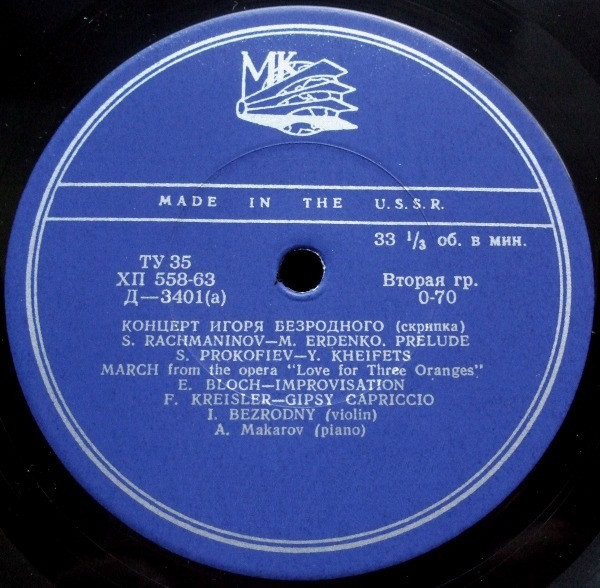 МК
MADE IN THE U.S.S.R.
33 1/3 об. в мин.
ТУ 35
ХП 558-63
Д—3401(а)
Вторая гр.
0-70
КОНЦЕРТ ИГОРЯ БЕЗРОДНОГО (скрипка)
S. RACHMANINOV—M. ERDENKO. PRELUDE
S. PROKOFIEV—Y. KHEIFETS
MARCH from the opera "Love for Three Oranges"
E. BLOCH—IMPROVISATION
F. KREISLER—GIPSY CAPRICCIO
I. BEZRODNY (violin)
A. Makarov (piano)